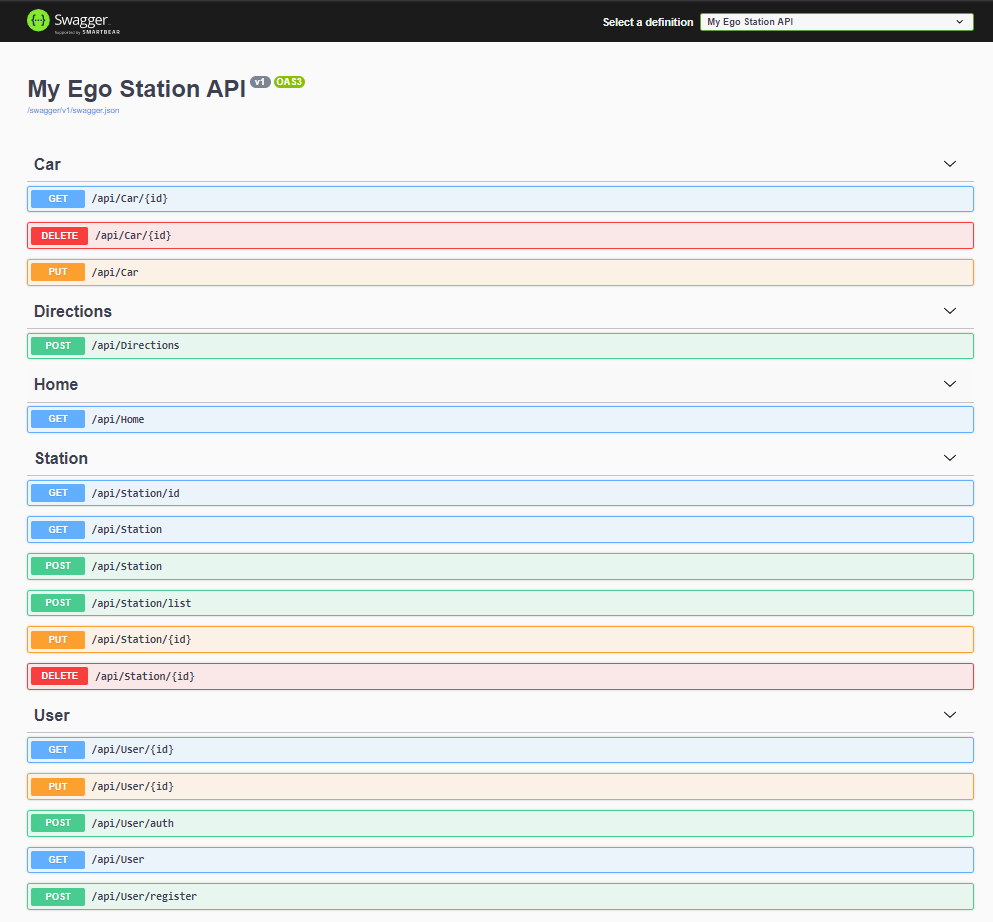 Swagger
Supported by SMARTBEAR
Select a definition
My Ego Station API
My Ego Station API v1 OAS3
/swagger/v1/swagger.json
Car
GET /api/Car/{id}
DELETE /api/Car/{id}
PUT /api/Car
Directions
POST /api/Directions
Home
GET /api/Home
Station
GET /api/Station/id
GET /api/Station
POST /api/Station
POST /api/Station/list
PUT /api/Station/{id}
DELETE /api/Station/{id}
User
GET /api/User/{id}
PUT /api/User/{id}
POST /api/User/auth
GET /api/User
POST /api/User/register